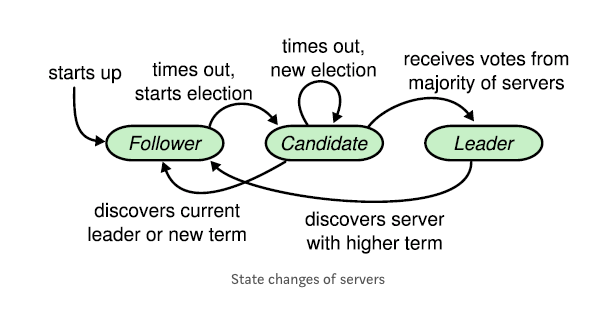 starts up
times out,
starts election
times out,
new election
receives votes from
majority of servers
Follower
Candidate
Leader
discovers current
leader or new term
discovers server
with higher term
State changes of servers